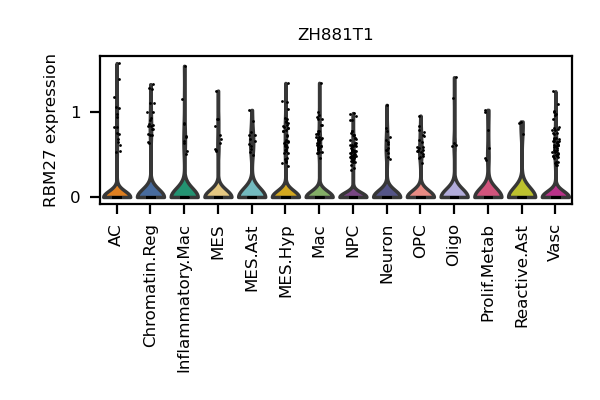 ZH881T1
RBM27 expression
1
0
AC
Chromatin.Reg
Inflammatory.Mac
MES
MES.Ast
MES.Hyp
Mac
NPC
Neuron
OPC
Oligo
Prolif.Metab
Reactive.Ast
Vasc